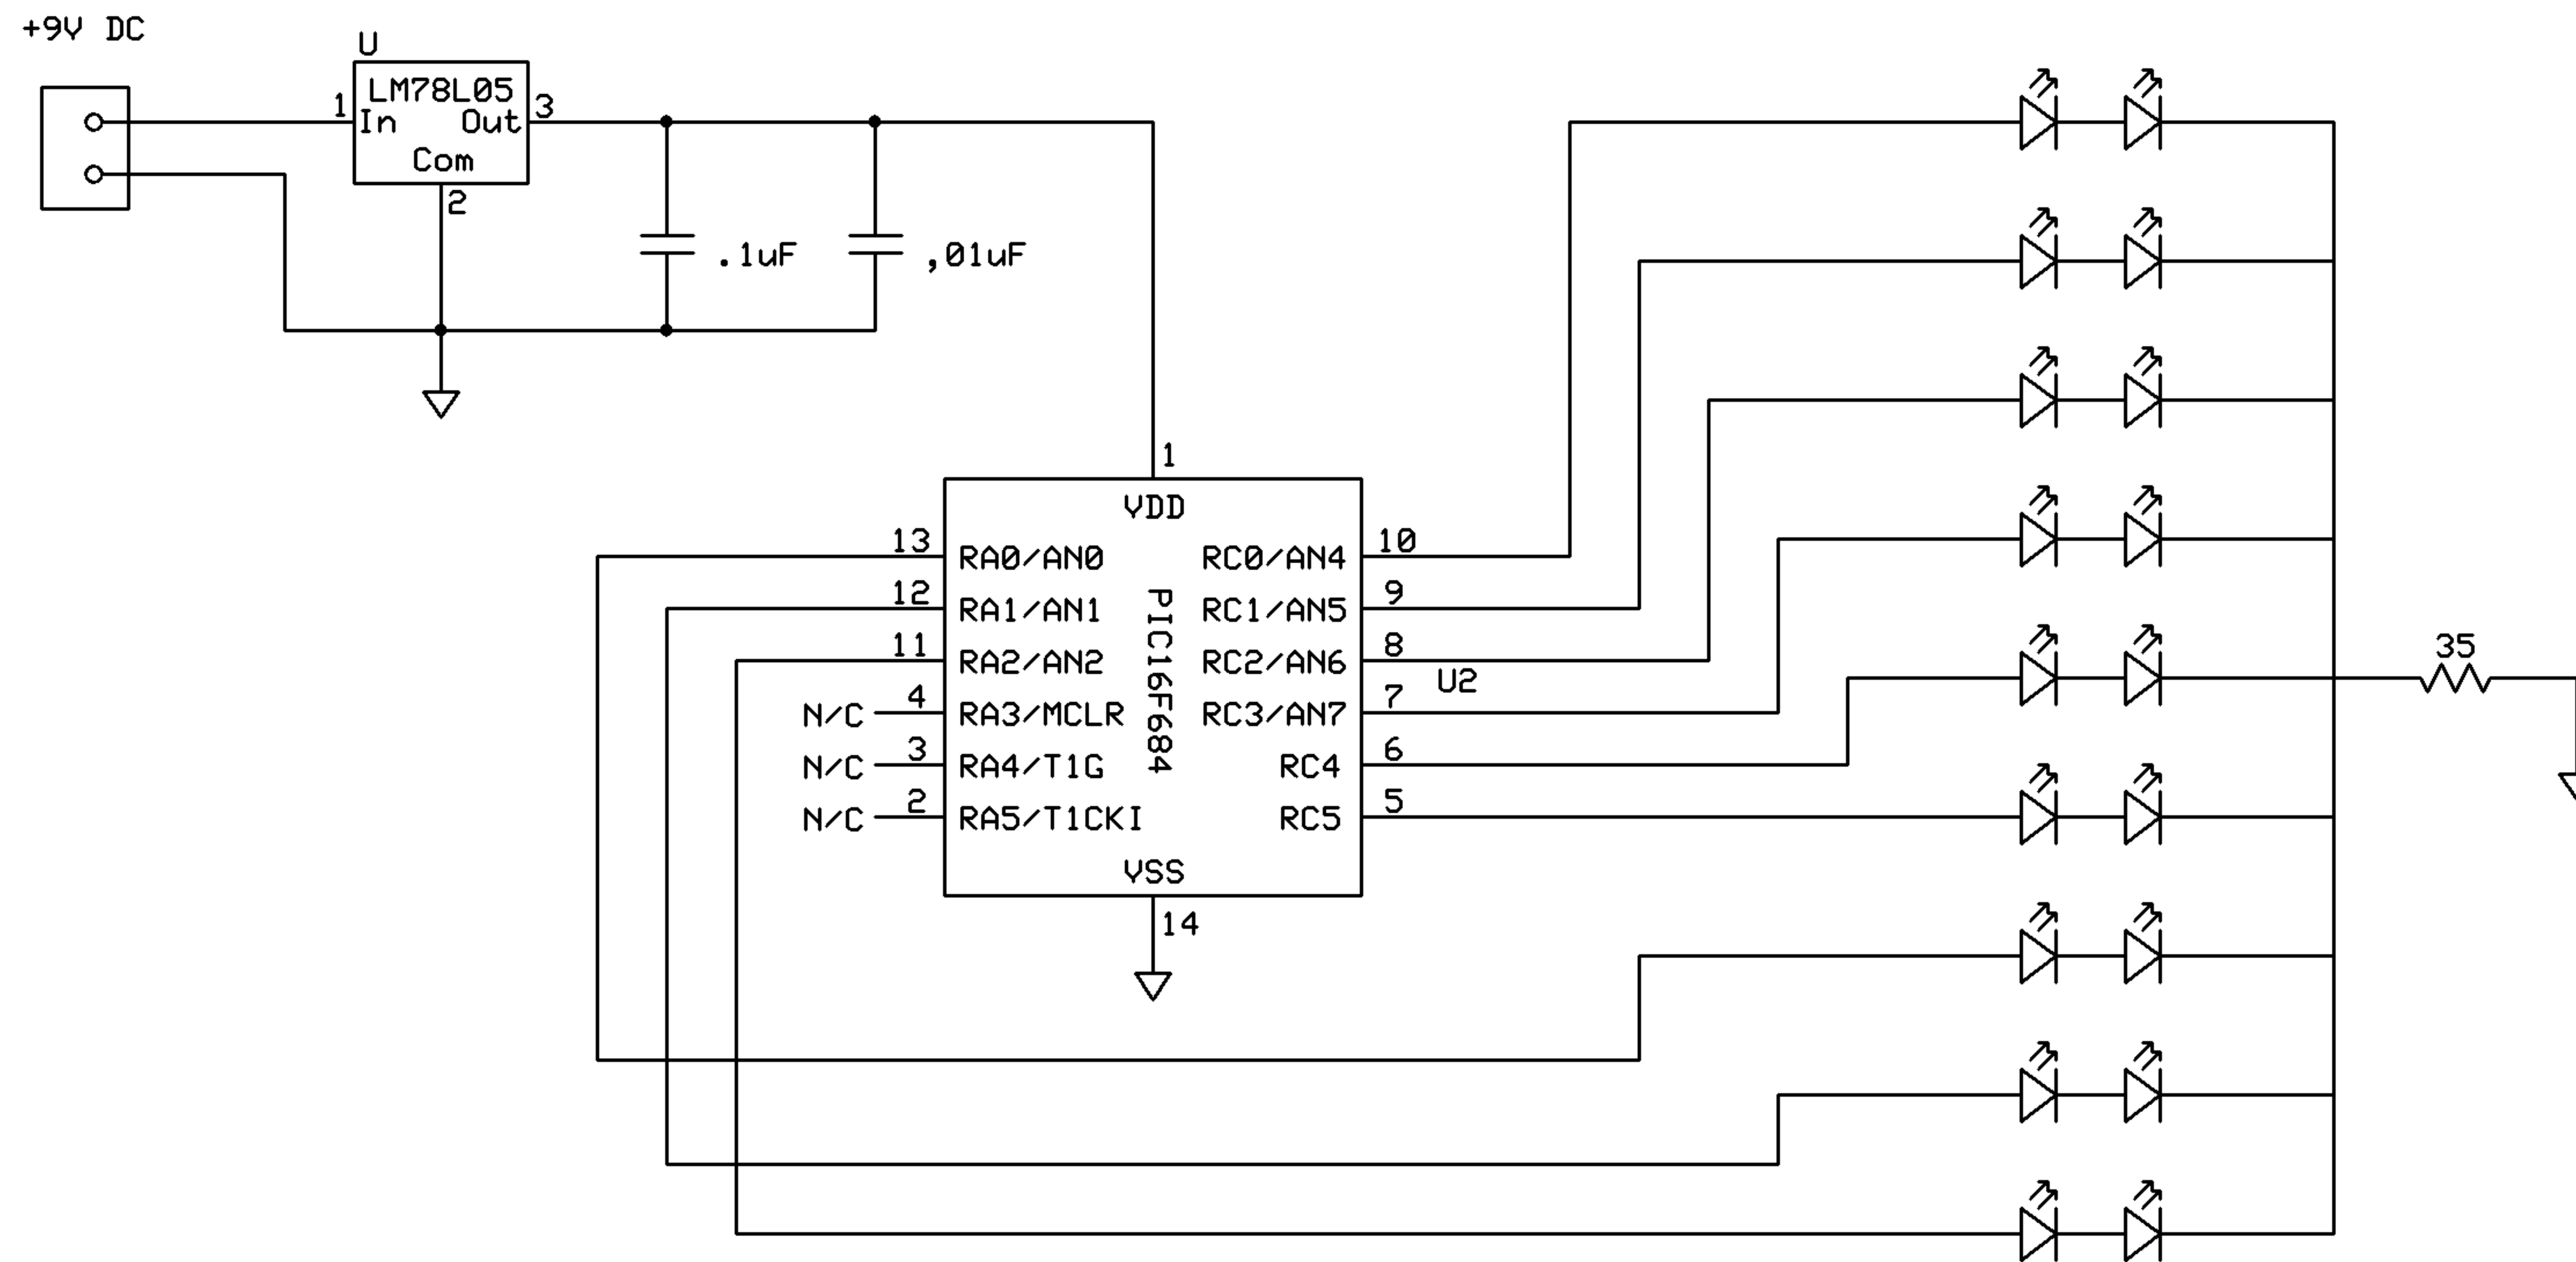 +9V DC
U
LM78L05
1 In Out 3
Com
2
.1uF ,01uF
1
VDD
13 RA0/AN0 RC0/AN4 10
12 RA1/AN1 RC1/AN5 9
11 RA2/AN2 RC2/AN6 8
N/C 4 RA3/MCLR RC3/AN7 7
N/C 3 RA4/T1G RC4 6
N/C 2 RA5/T1CKI RC5 5
PIC16F684
U2
VSS
14
35